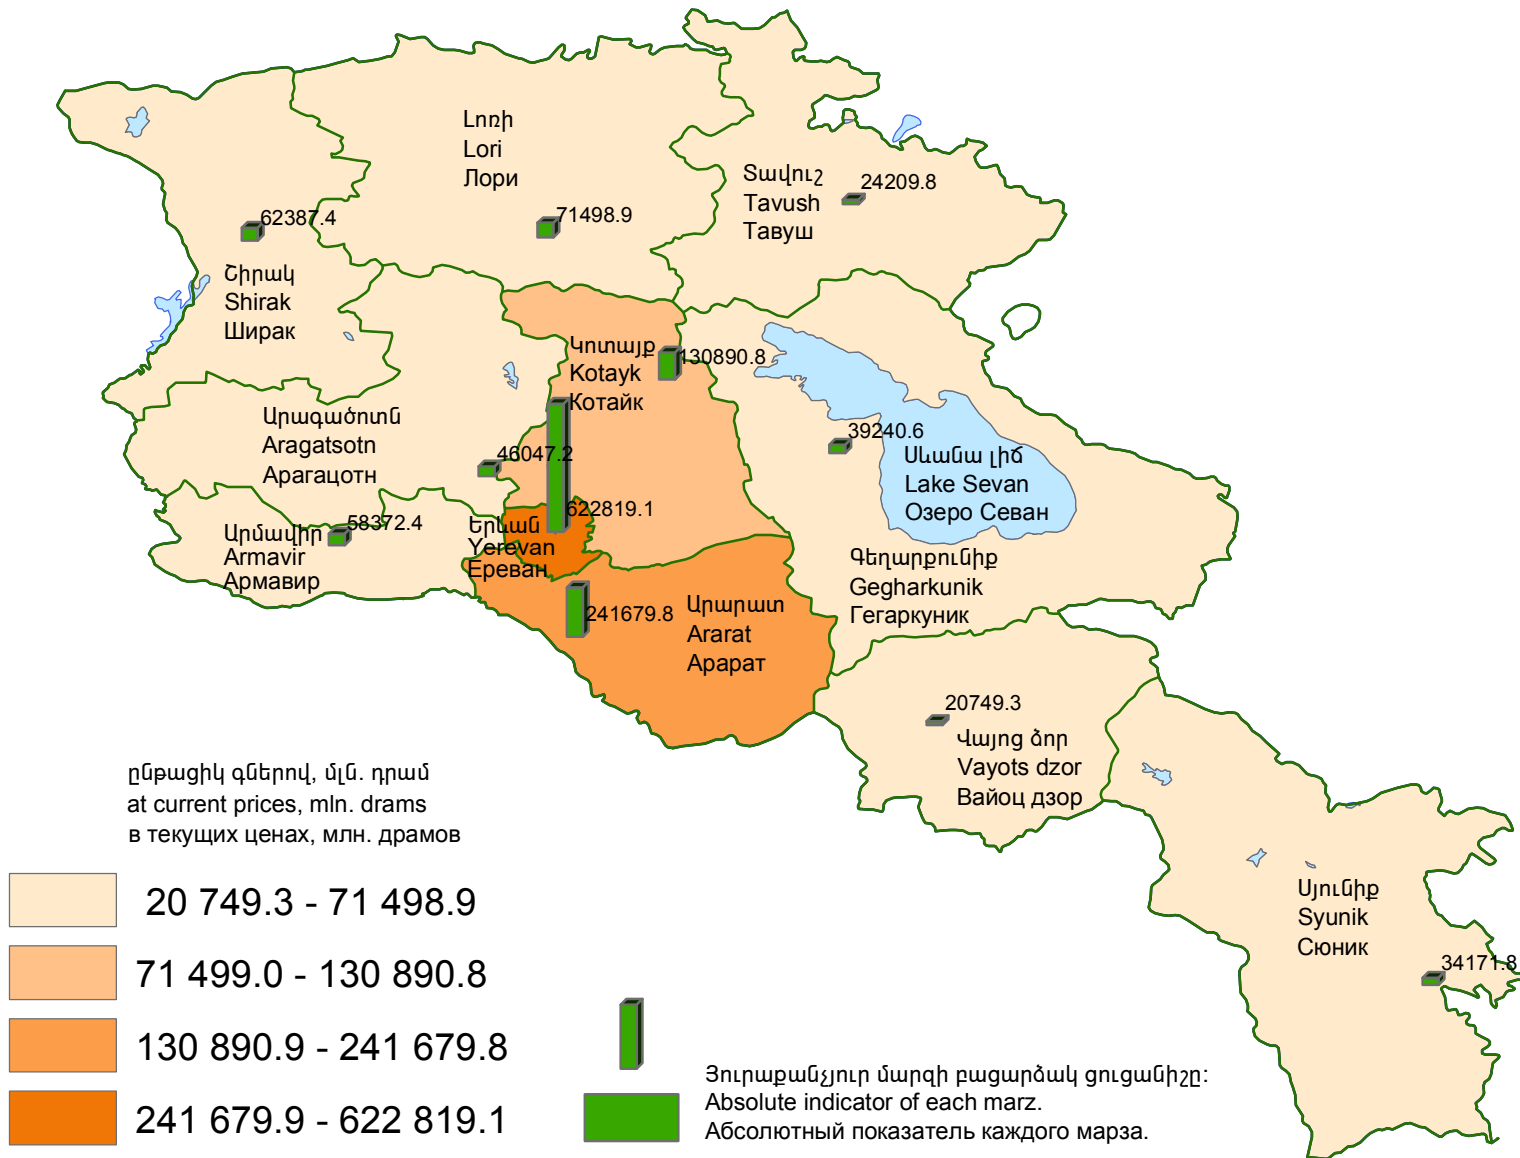 Լոռի
Lori
Лори
71498.9
Տավուշ
Tavush
Тавуш
24209.8
62387.4
Շիրակ
Shirak
Ширак
Կոտայք
Kotayk
Котайк
130890.8
Արագածոտն
Aragatsotn
Арагацотн
46047.2
39240.6
Սևանա լիճ
Lake Sevan
Озеро Севан
58372.4
Արմավիր
Armavir
Армавир
622819.1
Երևան
Yerevan
Ереван
Գեղարքունիք
Gegharkunik
Гегаркуник
241679.8
Արարատ
Ararat
Арарат
20749.3
Վայոց ձոր
Vayots dzor
Вайоц дзор
Սյունիք
Syunik
Сюник
34171.8
ընթացիկ գներով, մլն. դրամ
at current prices, mln. drams
в текущих ценах, млн. драмов
20 749.3 - 71 498.9
71 499.0 - 130 890.8
130 890.9 - 241 679.8
241 679.9 - 622 819.1
Յուրաքանչյուր մարզի բացարձակ ցուցանիշը:
Absolute indicator of each marz.
Абсолютный показатель каждого марза.